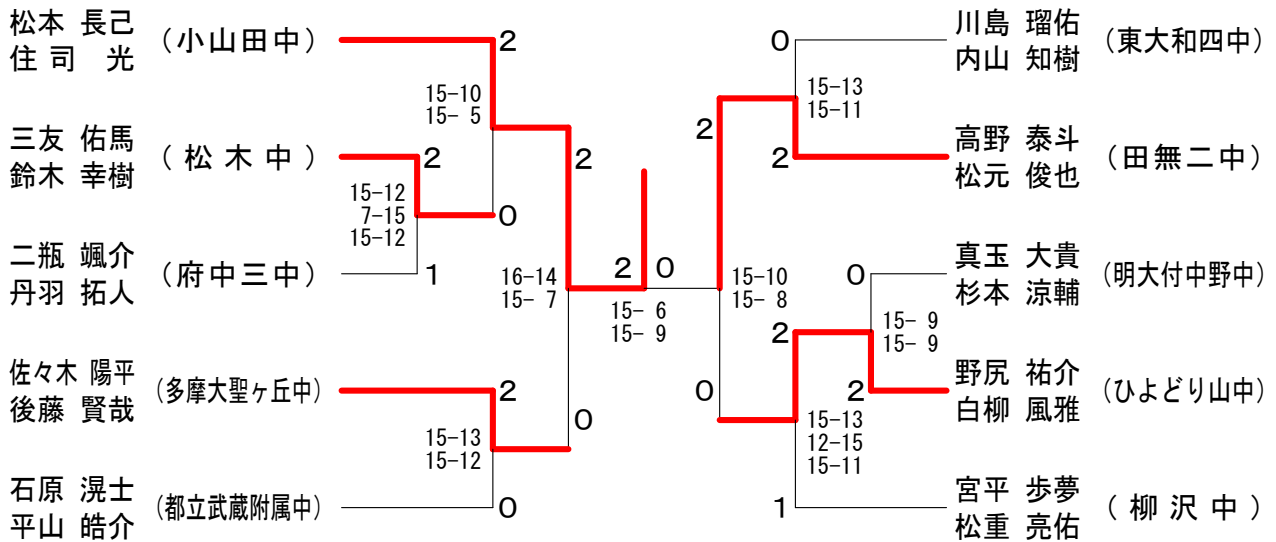 松本 長己
住司 光
(小山田中)
2
15-10
15- 5
三友 佑馬
鈴木 幸樹
(松木中)
2
15-12
7-15
15-12
0
二瓶 颯介
丹羽 拓人
(府中三中)
1
2
16-14
15- 7
佐々木 陽平
後藤 賢哉
(多摩大聖ヶ丘中)
2
15-13
15-12
0
石原 滉士
平山 皓介
(都立武蔵附属中)
0
2
0
15- 6
15- 9
川島 瑠佑
内山 知樹
(東大和四中)
0
15-13
15-11
2
高野 泰斗
松元 俊也
(田無二中)
2
15-10
15- 8
真玉 大貴
杉本 涼輔
(明大付中野中)
0
15- 9
15- 9
2
野尻 祐介
白柳 風雅
(ひよどり山中)
2
0
15-13
12-15
15-11
宮平 歩夢
松重 亮佑
(柳沢中)
1